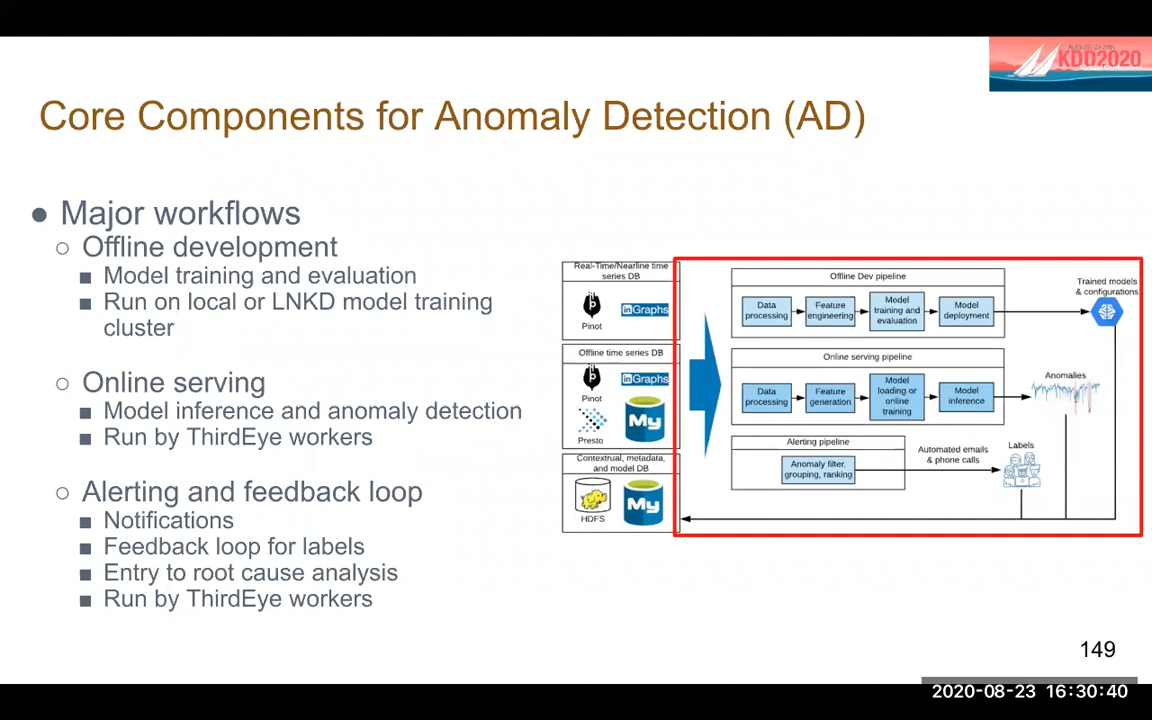 KDD2020
Core Components for Anomaly Detection (AD)
● Major workflows
○ Offline development
■ Model training and evaluation
■ Run on local or LNKD model training
cluster
○ Online serving
■ Model inference and anomaly detection
■ Run by ThirdEye workers
○ Alerting and feedback loop
■ Notifications
■ Feedback loop for labels
■ Entry to root cause analysis
■ Run by ThirdEye workers
Real-Time/Nearline time
series DB
Pinot
inGraphs
Offline time series DB
Pinot
inGraphs
Presto
My
Contextrual, metadata,
and model DB
HDFS
My
Offline Dev pipeline
Data
processing
Feature
engineering
Model
training and
evaluation
Model
deployment
Trained models
& configurations
Online serving pipeline
Data
processing
Feature
generation
Model
loading or
online
training
Model
inference
Anomalies
Alerting pipeline
Anomaly filter,
grouping, ranking
Automated emails
& phone calls
Labels
149
2020-08-23 16:30:40